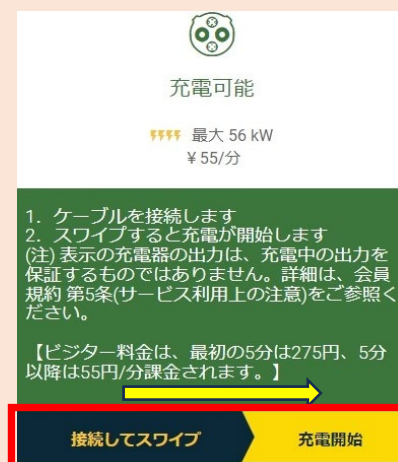 充電可能
最大 56 kW
¥ 55/分
1. ケーブルを接続します
2. スワイプすると充電が開始します
(注) 表示の充電器の出力は、充電中の出力を
保証するものではありません。詳細は、会員
規約 第5条(サービス利用上の注意)をご参照く
ださい。
【ビジター料金は、最初の5分は275円、5分
以降は55円/分課金されます。】
接続してスワイプ 充電開始